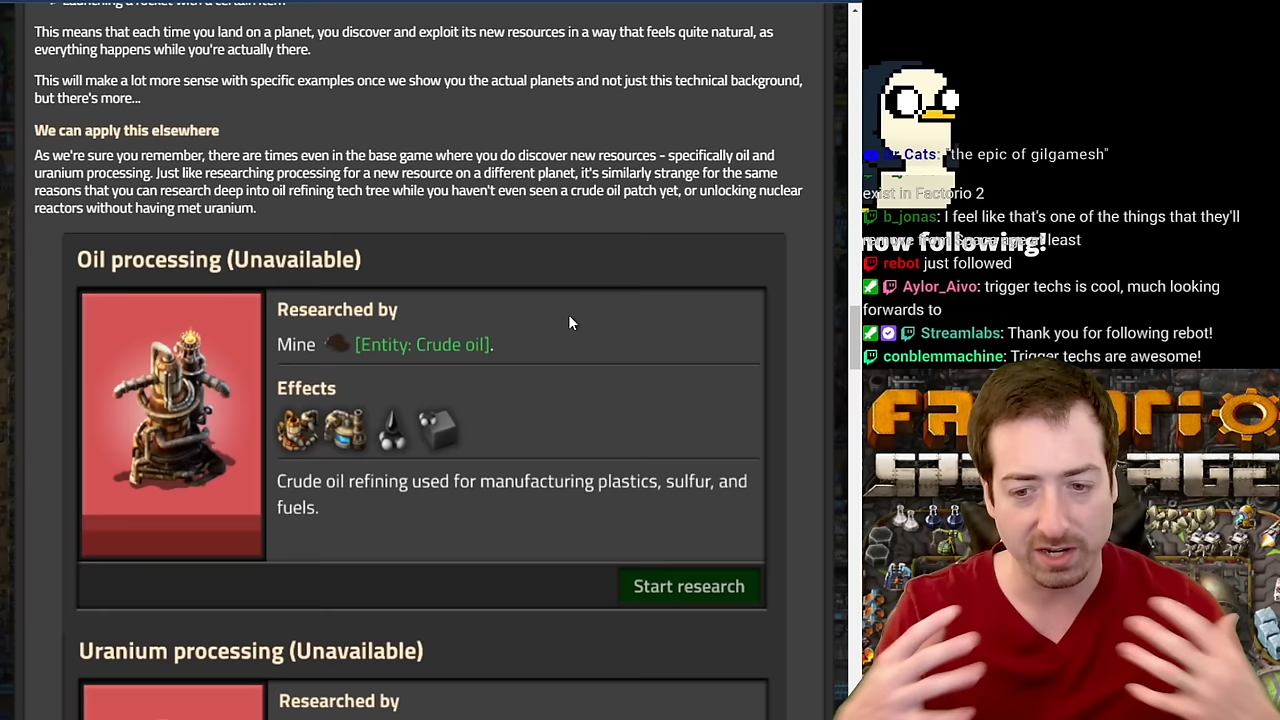 Launching a rocket with a certain item
This means that each time you land on a planet, you discover and exploit its new resources in a way that feels quite natural, as
everything happens while you're actually there.
This will make a lot more sense with specific examples once we show you the actual planets and not just this technical background,
but there's more...
We can apply this elsewhere
As we're sure you remember, there are times even in the base game where you do discover new resources - specifically oil and
uranium processing. Just like researching processing for a new resource on a different planet, it's similarly strange for the same
reasons that you can research deep into oil refining tech tree while you haven't even seen a crude oil patch yet, or unlocking nuclear
reactors without having met uranium.
Oil processing (Unavailable)
Researched by
Mine [Entity: Crude oil].
Effects
Crude oil refining used for manufacturing plastics, sulfur, and
fuels.
Start research
Uranium processing (Unavailable)
Researched by
Cats: "the epic of gilgamesh"
exist in Factorio 2
b_jonas: I feel like that's one of the things that they'll
least
now following!
rebot just followed
Aylor_Aivo: trigger techs is cool, much looking
forwards to
Streamlabs: Thank you for following rebot!
conblemmachine: Trigger techs are awesome!
FACTORIO